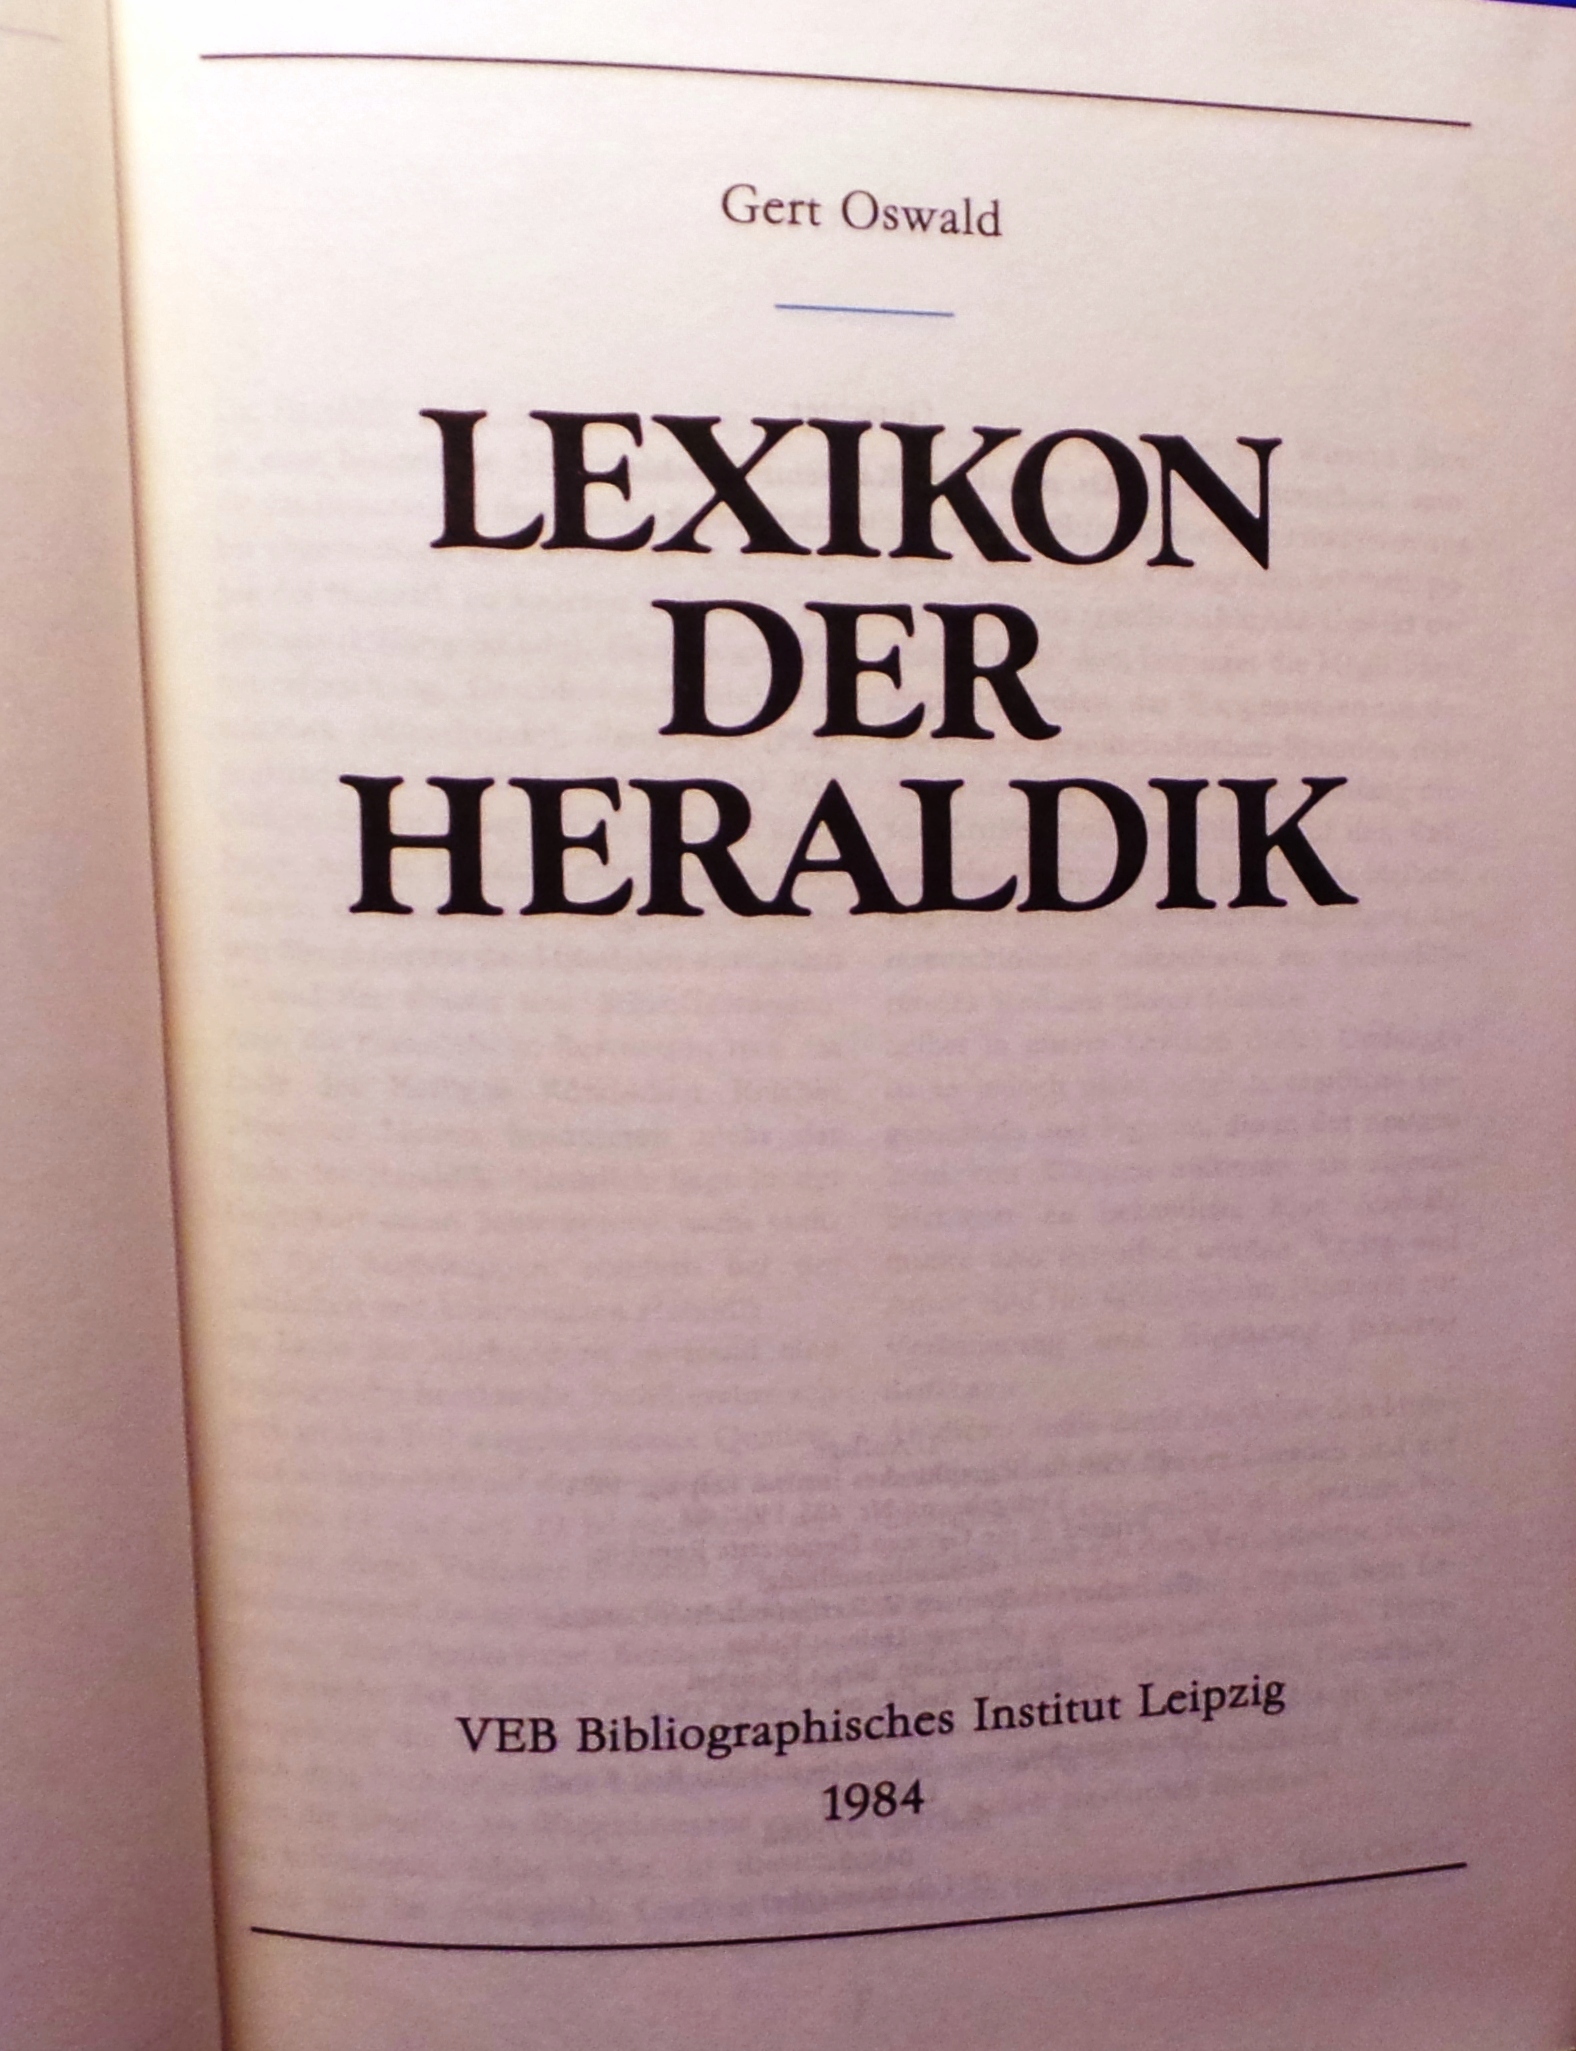 Gert Oswald
LEXIKON
DER
HERALDIK
VEB Bibliographisches Institut Leipzig
1984